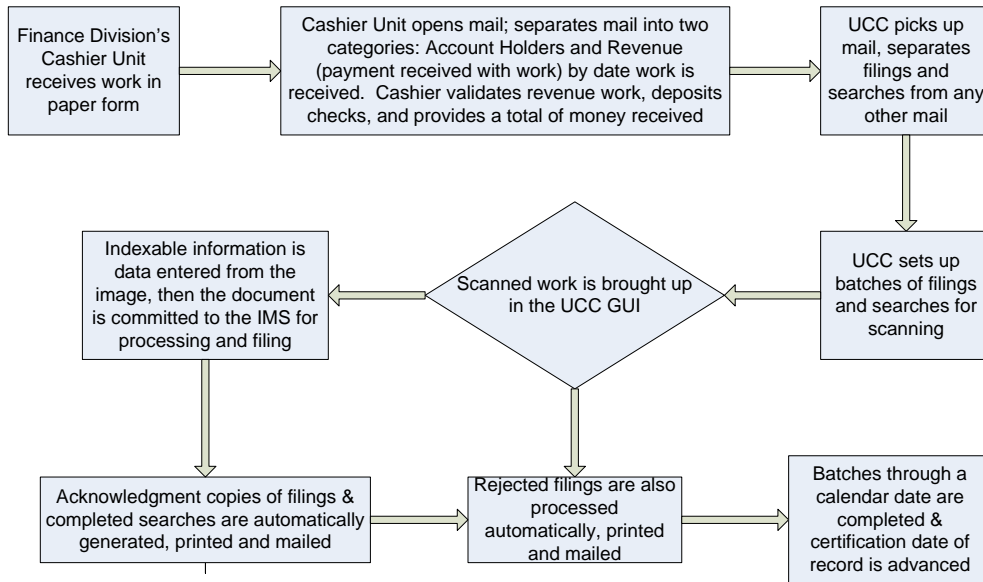 Finance Division's
Cashier Unit
receives work in
paper form
Cashier Unit opens mail; separates mail into two
categories: Account Holders and Revenue
(payment received with work) by date work is
received.  Cashier validates revenue work, deposits
checks, and provides a total of money received
UCC picks up
mail, separates
filings and
searches from any
other mail
UCC sets up
batches of filings
and searches for
scanning
Scanned work is brought up
in the UCC GUI
Indexable information is
data entered from the
image, then the document
is committed to the IMS for
processing and filing
Acknowledgment copies of filings &
completed searches are automatically
generated, printed and mailed
Rejected filings are also
processed
automatically, printed
and mailed
Batches through a
calendar date are
completed &
certification date of
record is advanced